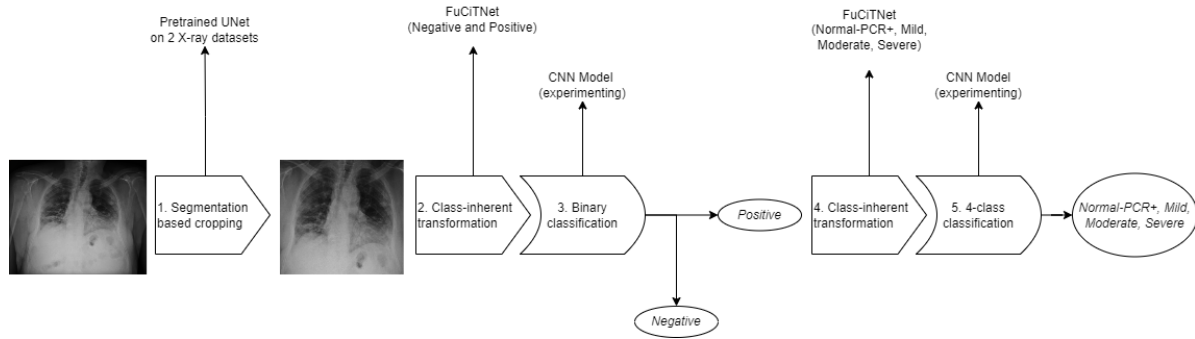 Pretrained UNet
on 2 X-ray datasets
FuCiTNet
(Negative and Positive)
CNN Model
(experimenting)
FuCiTNet
(Normal-PCR+, Mild,
Moderate, Severe)
CNN Model
(experimenting)
1. Segmentation
based cropping
2. Class-inherent
transformation
3. Binary
classification
Positive
Negative
4. Class-inherent
transformation
5. 4-class
classification
Normal-PCR+, Mild,
Moderate, Severe